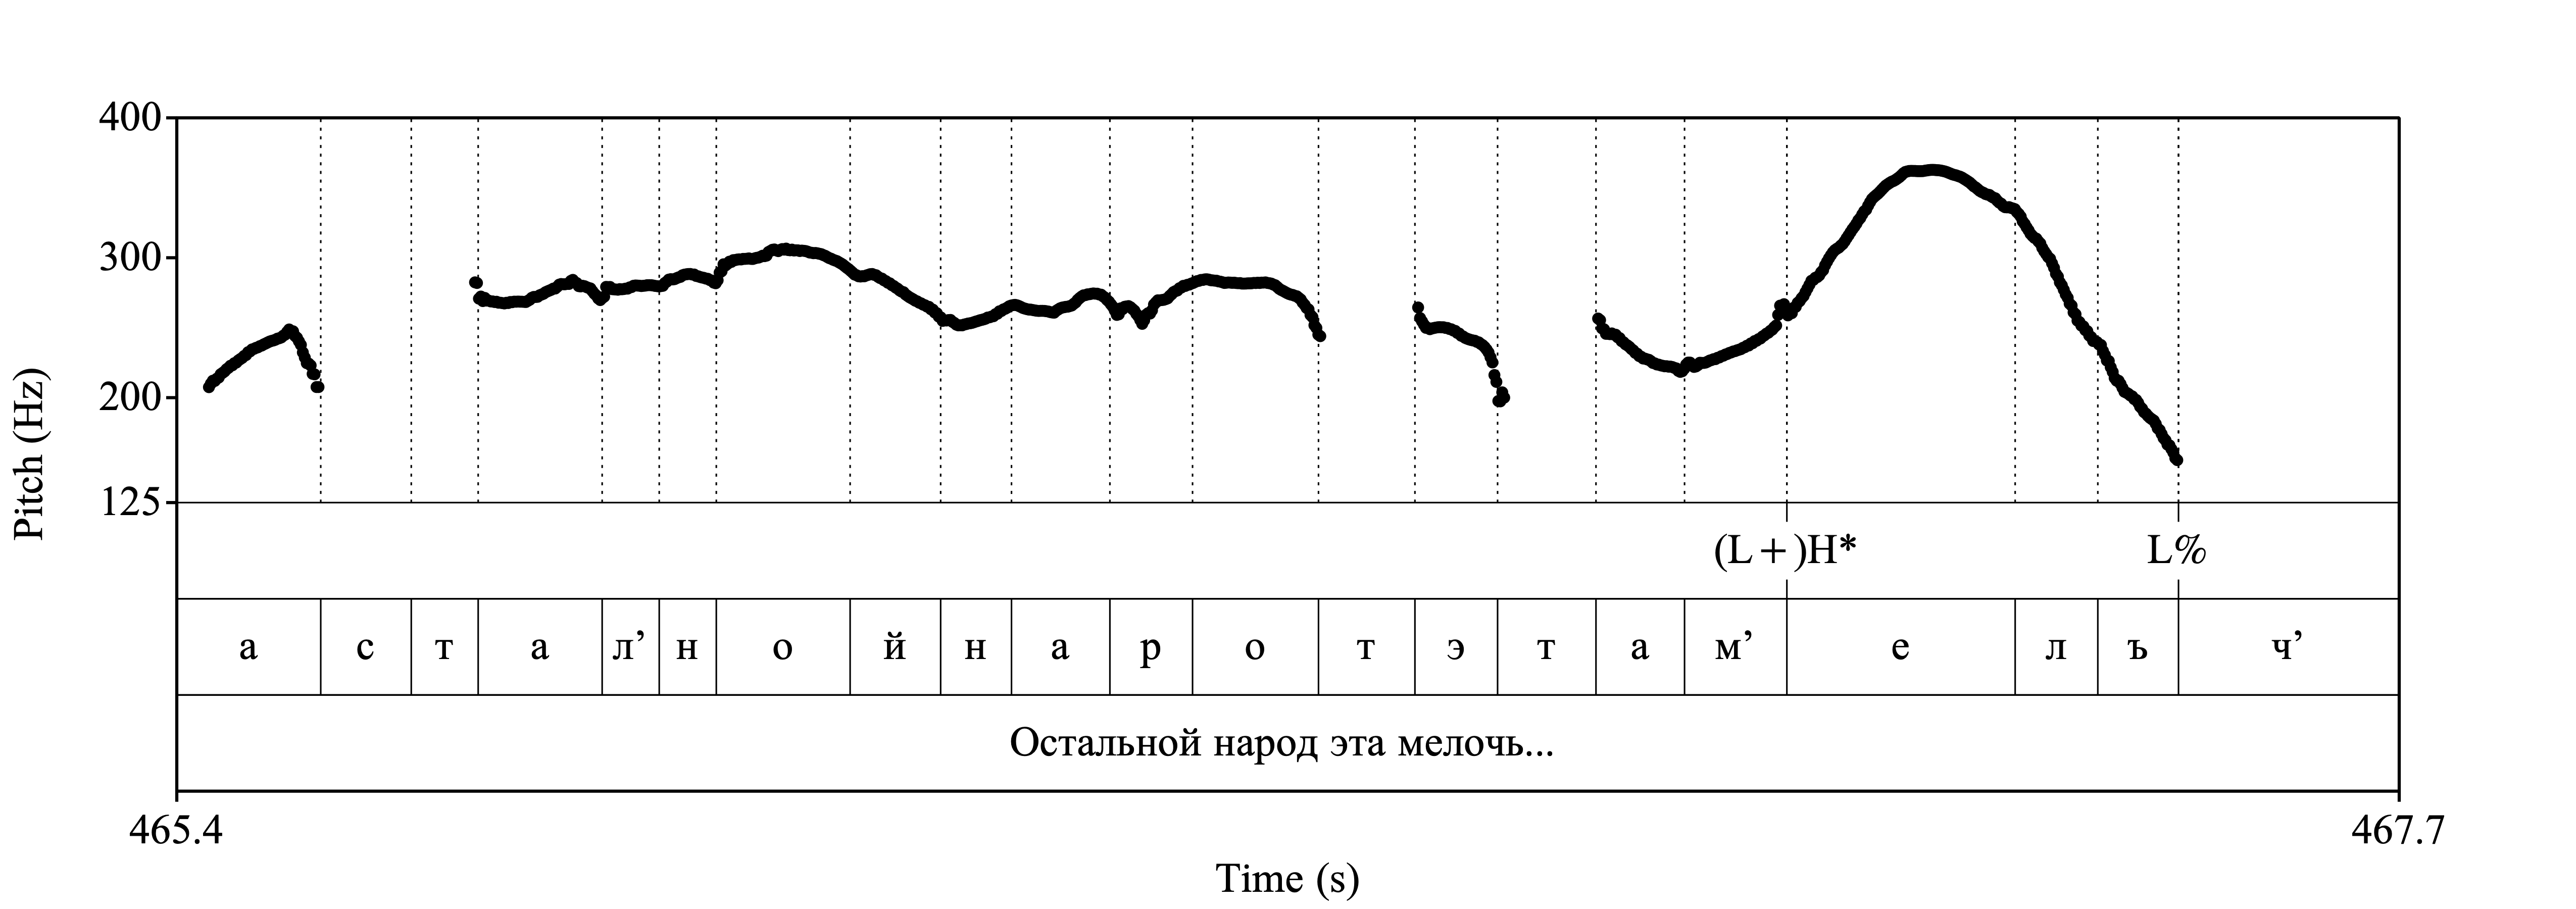 400
300
200
125
Pitch (Hz)
(L+)H* L%
а с т а л’ н о й н а р о т э т а м’ е л ъ ч’
Остальной народ эта мелочь...
465.4 467.7
Time (s)